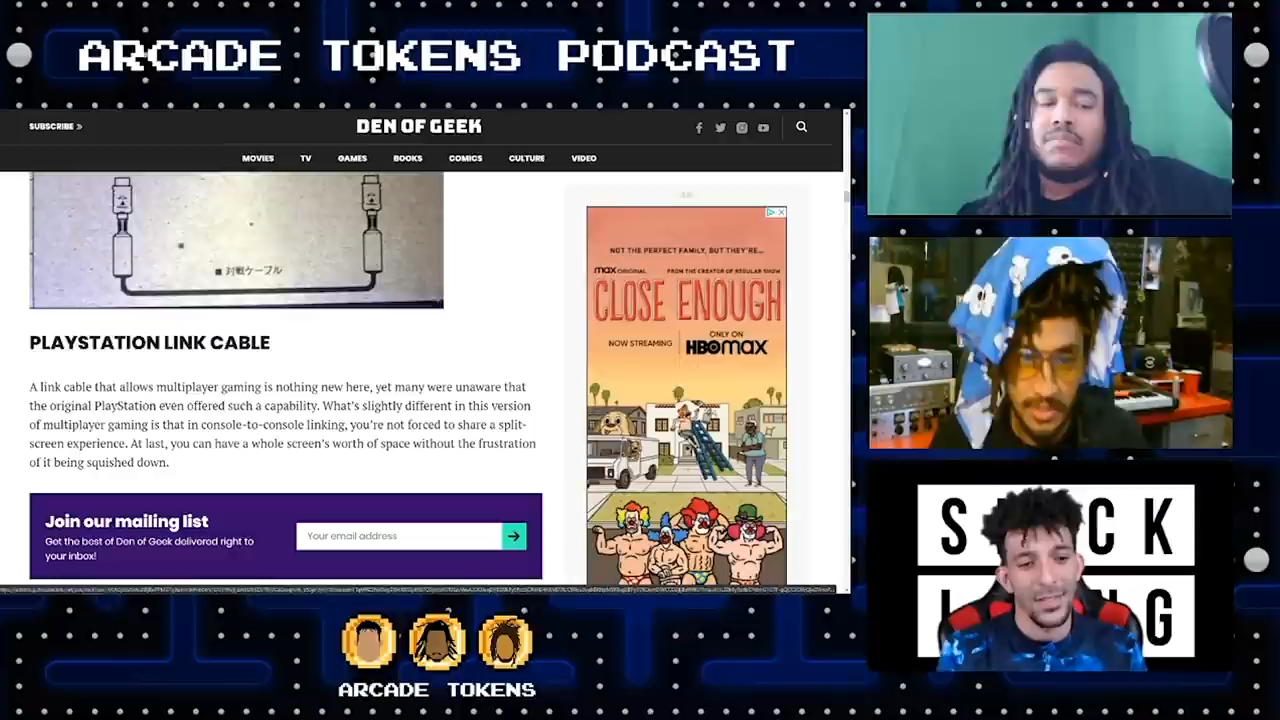 ARCADE TOKENS PODCAST
SUBSCRIBE
DEN OF GEEK
MOVIES TV GAMES BOOKS COMICS CULTURE VIDEO
■ 対戦ケーブル
PLAYSTATION LINK CABLE
A link cable that allows multiplayer gaming is nothing new here, yet many were unaware that
the original PlayStation even offered such a capability. What's slightly different in this version
of multiplayer gaming is that in console-to-console linking, you're not forced to share a split-
screen experience. At last, you can have a whole screen's worth of space without the frustration
of it being squished down.
Join our mailing list
Get the best of Den of Geek delivered right to
your inbox!
Your email address
NOT THE PERFECT FAMILY, BUT THEY'RE...
max ORIGINAL FROM THE CREATOR OF REGULAR SHOW
CLOSE ENOUGH
NOW STREAMING
ONLY ON
HBOmax
S CK
G
ARCADE TOKENS